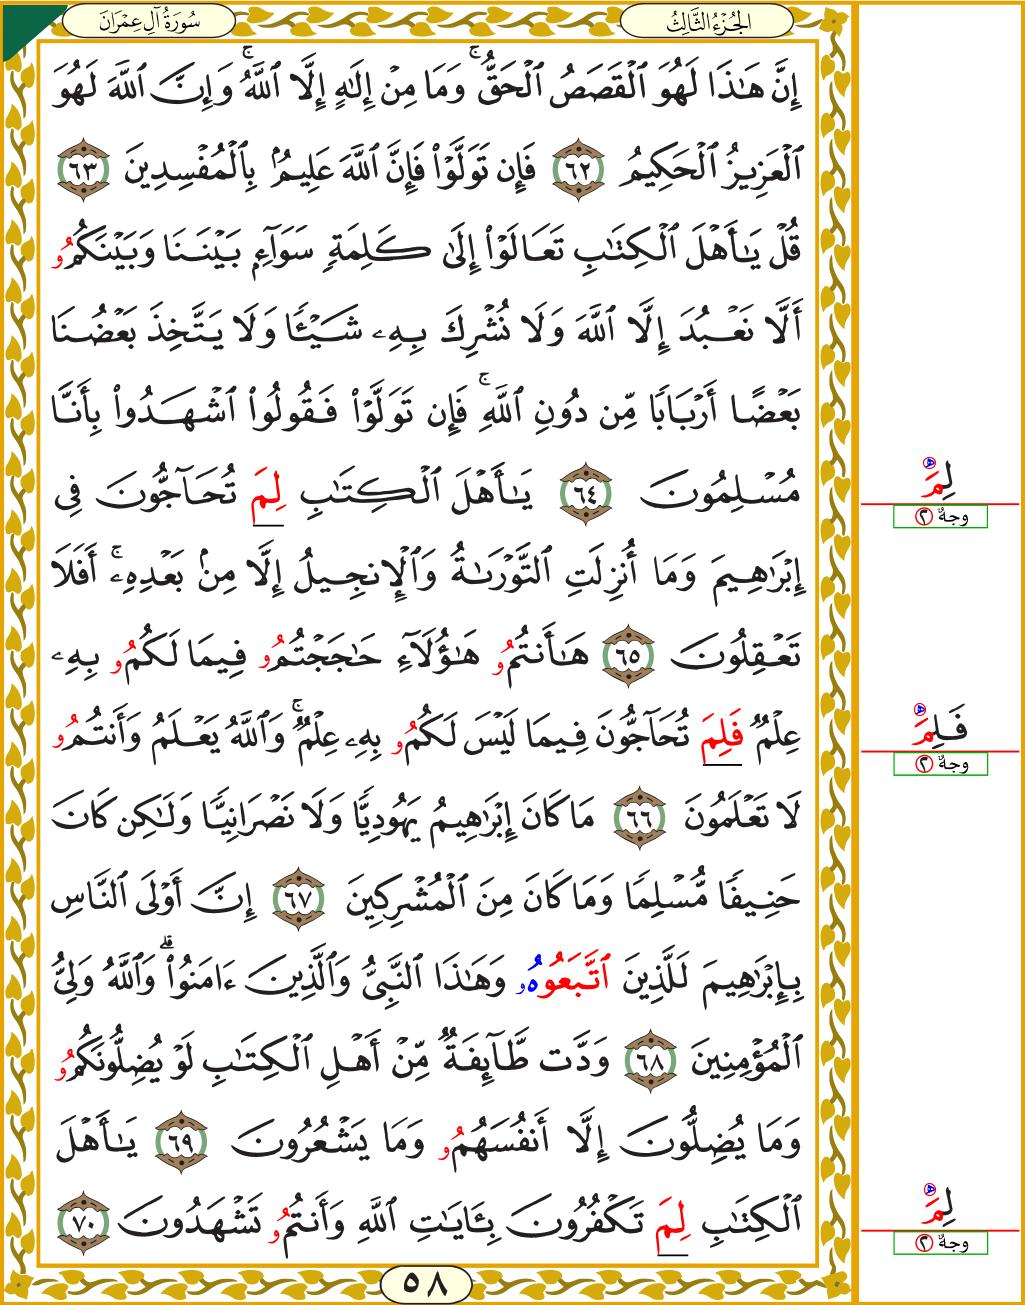 الجُزْءُ الثَّالِثُ
سُورَةُ آلِ عِمْرَانَ
إِنَّ هَٰذَا لَهُوَ ٱلْقَصَصُ ٱلْحَقُّ ۚ وَمَا مِنْ إِلَٰهٍ إِلَّا ٱللَّهُ ۚ وَإِنَّ ٱللَّهَ لَهُوَ
ٱلْعَزِيزُ ٱلْحَكِيمُ ٦٢ فَإِن تَوَلَّوْا۟ فَإِنَّ ٱللَّهَ عَلِيمٌۢ بِٱلْمُفْسِدِينَ ٦٣
قُلْ يَٰٓأَهْلَ ٱلْكِتَٰبِ تَعَالَوْا۟ إِلَىٰ كَلِمَةٍۢ سَوَآءٍۭ بَيْنَنَا وَبَيْنَكُمُۥ
أَلَّا نَعْبُدَ إِلَّا ٱللَّهَ وَلَا نُشْرِكَ بِهِۦ شَيْـًٔا وَلَا يَتَّخِذَ بَعْضُنَا
بَعْضًا أَرْبَابًا مِّن دُونِ ٱللَّهِ ۚ فَإِن تَوَلَّوْا۟ فَقُولُوا۟ ٱشْهَدُوا۟ بِأَنَّا
مُسْلِمُونَ ٦٤ يَٰٓأَهْلَ ٱلْكِتَٰبِ لِمَ تُحَآجُّونَ فِى
إِبْرَٰهِيمَ وَمَا أُنزِلَتِ ٱلتَّوْرَىٰةُ وَٱلْإِنجِيلُ إِلَّا مِنۢ بَعْدِهِۦ ۚ أَفَلَا
تَعْقِلُونَ ٦٥ هَٰٓأَنتُمُۥ هَٰٓؤُلَآءِ حَٰجَجْتُمُۥ فِيمَا لَكُمُۥ بِهِۦ
عِلْمٌ فَلِمَ تُحَآجُّونَ فِيمَا لَيْسَ لَكُمُۥ بِهِۦ عِلْمٌ ۚ وَٱللَّهُ يَعْلَمُ وَأَنتُمُۥ
لَا تَعْلَمُونَ ٦٦ مَا كَانَ إِبْرَٰهِيمُ يَهُودِيًّا وَلَا نَصْرَانِيًّا وَلَٰكِن كَانَ
حَنِيفًا مُّسْلِمًا وَمَا كَانَ مِنَ ٱلْمُشْرِكِينَ ٦٧ إِنَّ أَوْلَى ٱلنَّاسِ
بِإِبْرَٰهِيمَ لَلَّذِينَ ٱتَّبَعُوهُۥ وَهَٰذَا ٱلنَّبِىُّ وَٱلَّذِينَ ءَامَنُوا۟ ۗ وَٱللَّهُ وَلِىُّ
ٱلْمُؤْمِنِينَ ٦٨ وَدَّت طَّآئِفَةٌ مِّنْ أَهْلِ ٱلْكِتَٰبِ لَوْ يُضِلُّونَكُمُۥ
وَمَا يُضِلُّونَ إِلَّا أَنفُسَهُمُۥ وَمَا يَشْعُرُونَ ٦٩ يَٰٓأَهْلَ
ٱلْكِتَٰبِ لِمَ تَكْفُرُونَ بِـَٔايَٰتِ ٱللَّهِ وَأَنتُمُۥ تَشْهَدُونَ ٧٠
٥٨
لِمَهْ
وجهٌ ٢
فَلِمَهْ
وجهٌ ٢
لِمَهْ
وجهٌ ٢